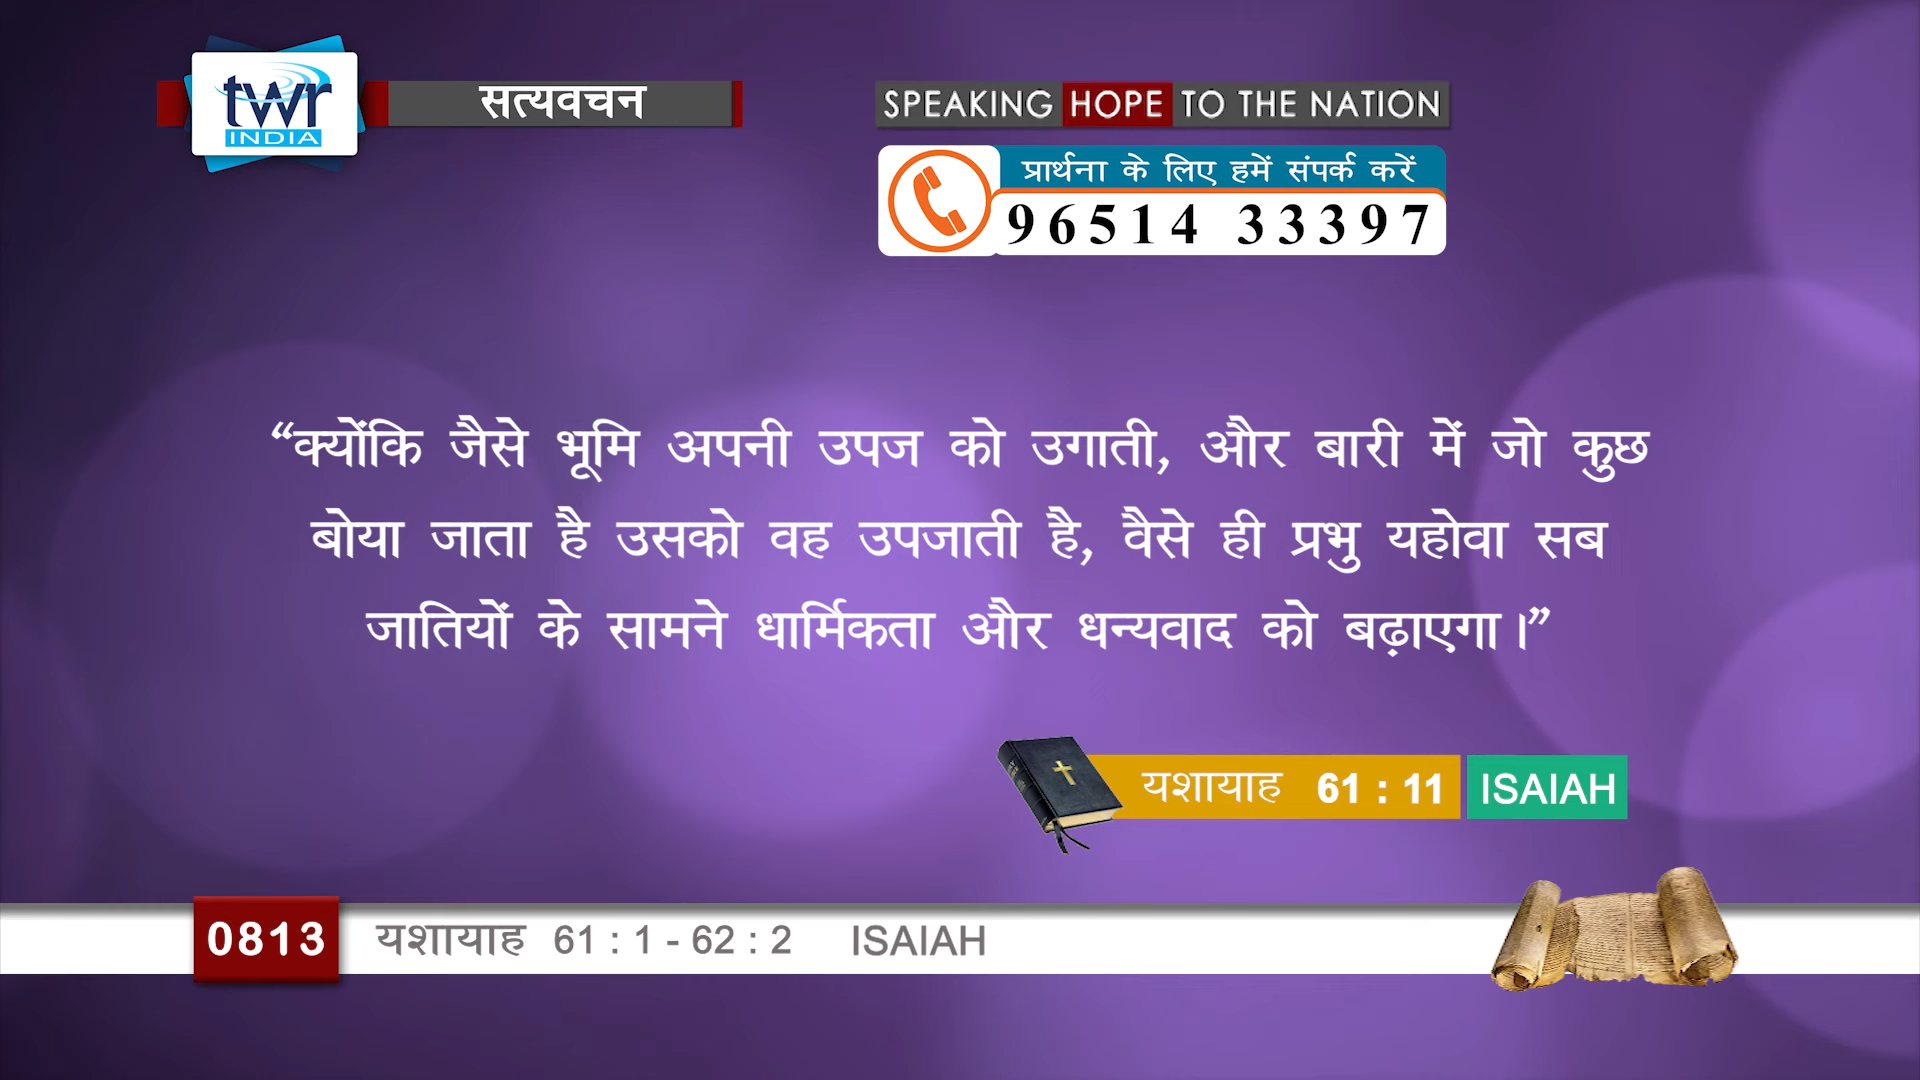 twr
INDIA
सत्यवचन
SPEAKING HOPE TO THE NATION
प्रार्थना के लिए हमें संपर्क करें
96514 33397
“क्योंकि जैसे भूमि अपनी उपज को उगाती, और बारी में जो कुछ
बोया जाता है उसको वह उपजाती है, वैसे ही प्रभु यहोवा सब
जातियों के सामने धार्मिकता और धन्यवाद को बढ़ाएगा।”
यशायाह 61 : 11 ISAIAH
0813 यशायाह 61 : 1 - 62 : 2 ISAIAH